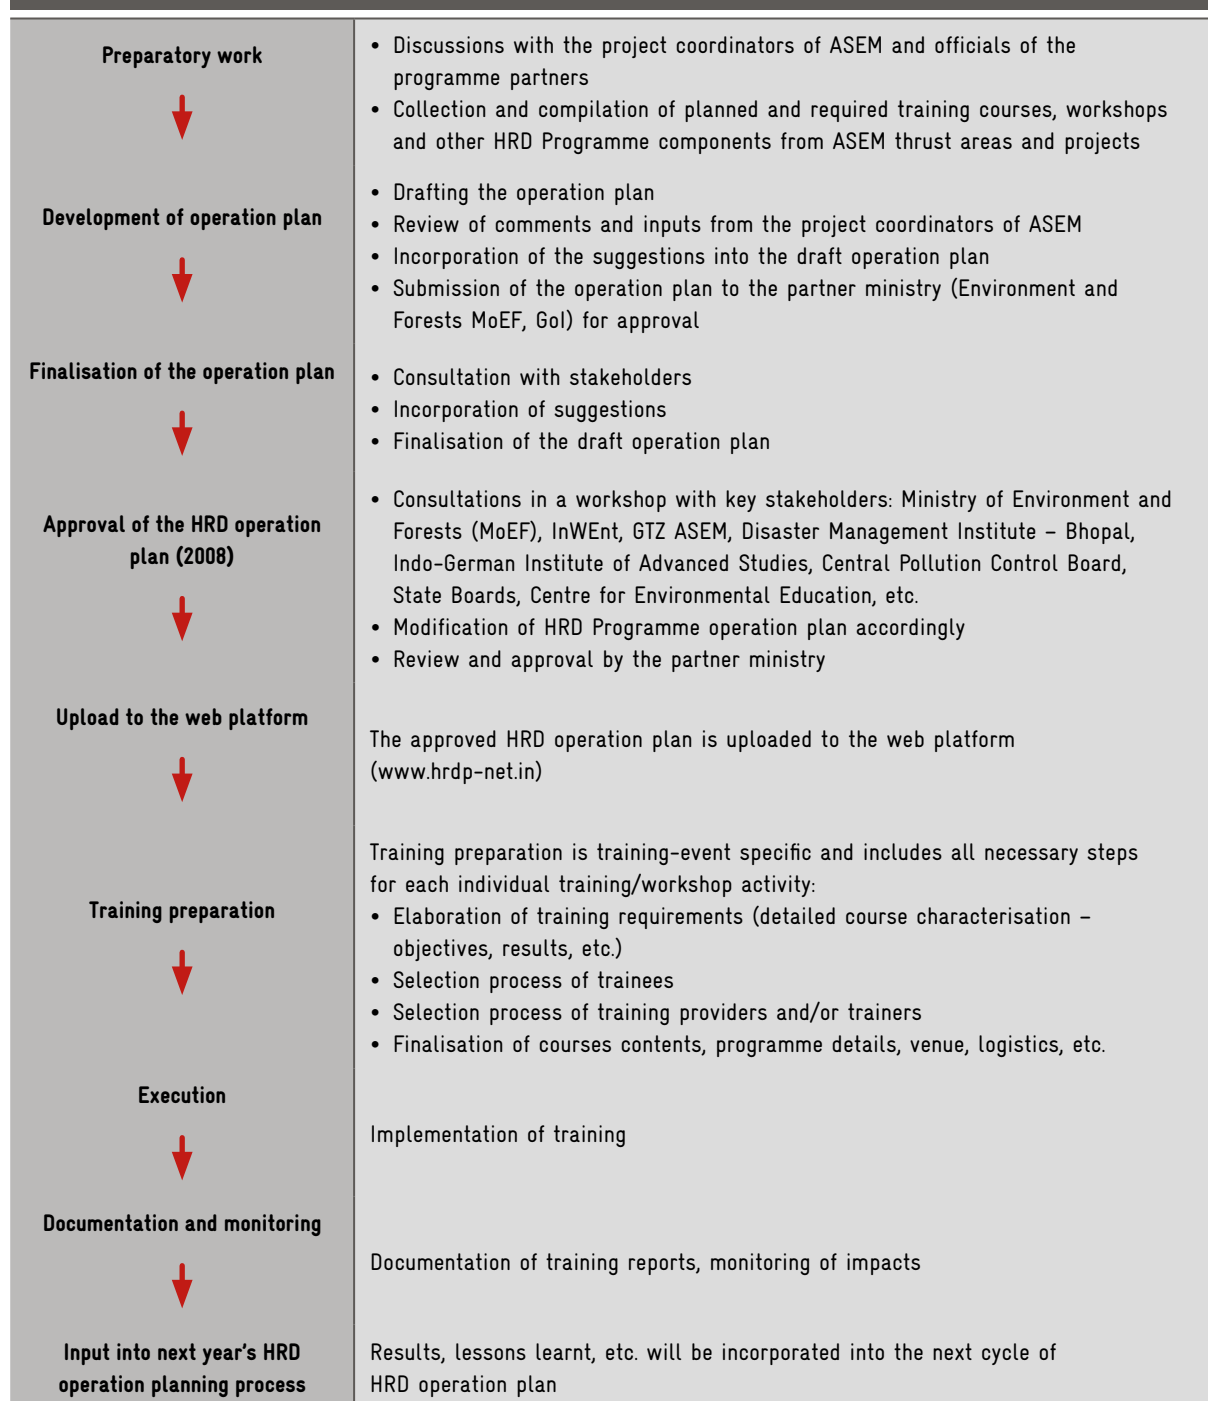 Preparatory work
• Discussions with the project coordinators of ASEM and officials of the
programme partners
• Collection and compilation of planned and required training courses, workshops
and other HRD Programme components from ASEM thrust areas and projects
Development of operation plan
• Drafting the operation plan
• Review of comments and inputs from the project coordinators of ASEM
• Incorporation of the suggestions into the draft operation plan
• Submission of the operation plan to the partner ministry (Environment and
Forests MoEF, GoI) for approval
Finalisation of the operation plan
• Consultation with stakeholders
• Incorporation of suggestions
• Finalisation of the draft operation plan
Approval of the HRD operation
plan (2008)
• Consultations in a workshop with key stakeholders: Ministry of Environment and
Forests (MoEF), InWEnt, GTZ ASEM, Disaster Management Institute – Bhopal,
Indo-German Institute of Advanced Studies, Central Pollution Control Board,
State Boards, Centre for Environmental Education, etc.
• Modification of HRD Programme operation plan accordingly
• Review and approval by the partner ministry
Upload to the web platform
The approved HRD operation plan is uploaded to the web platform
(www.hrdp-net.in)
Training preparation
Training preparation is training-event specific and includes all necessary steps
for each individual training/workshop activity:
• Elaboration of training requirements (detailed course characterisation –
objectives, results, etc.)
• Selection process of trainees
• Selection process of training providers and/or trainers
• Finalisation of courses contents, programme details, venue, logistics, etc.
Execution
Implementation of training
Documentation and monitoring
Documentation of training reports, monitoring of impacts
Input into next year's HRD
operation planning process
Results, lessons learnt, etc. will be incorporated into the next cycle of
HRD operation plan